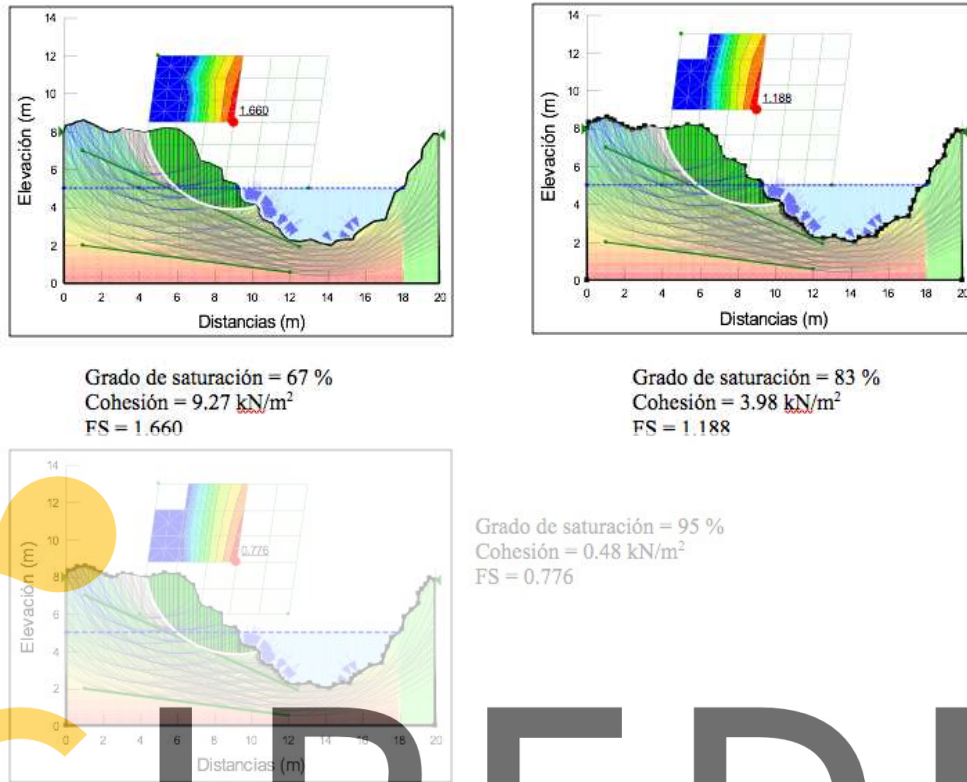 14
12
10
8
6
4
2
0
Elevación (m)
1.660
0 2 4 6 8 10 12 14 16 18 20
Distancias (m)
14
12
10
8
6
4
2
0
Elevación (m)
1.188
0 2 4 6 8 10 12 14 16 18 20
Distancias (m)
Grado de saturación = 67 %
Cohesión = 9.27 kN/m²
FS = 1.660
Grado de saturación = 83 %
Cohesión = 3.98 kN/m²
FS = 1.188
14
12
10
8
6
4
2
0
Elevación (m)
0.776
0 2 4 6 8 10 12 14 16 18 20
Distancias (m)
Grado de saturación = 95 %
Cohesión = 0.48 kN/m²
FS = 0.776